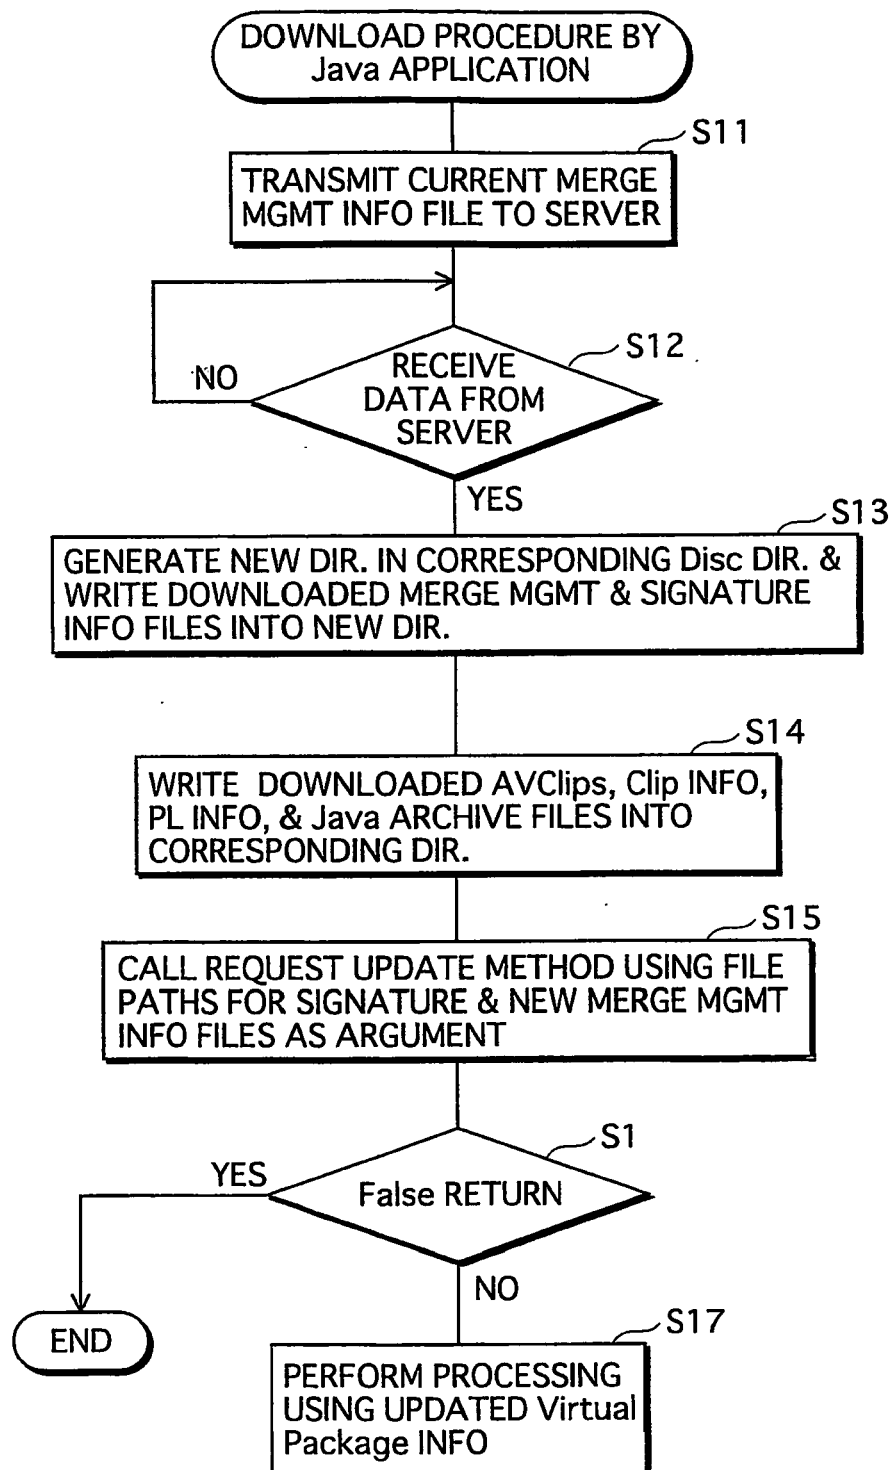 DOWNLOAD PROCEDURE BY
Java APPLICATION
S11
TRANSMIT CURRENT MERGE
MGMT INFO FILE TO SERVER
S12
NO
RECEIVE
DATA FROM
SERVER
YES
S13
GENERATE NEW DIR. IN CORRESPONDING Disc DIR. &
WRITE DOWNLOADED MERGE MGMT & SIGNATURE
INFO FILES INTO NEW DIR.
S14
WRITE DOWNLOADED AVClips, Clip INFO,
PL INFO, & Java ARCHIVE FILES INTO
CORRESPONDING DIR.
S15
CALL REQUEST UPDATE METHOD USING FILE
PATHS FOR SIGNATURE & NEW MERGE MGMT
INFO FILES AS ARGUMENT
S1
YES
False RETURN
NO
END
S17
PERFORM PROCESSING
USING UPDATED Virtual
Package INFO